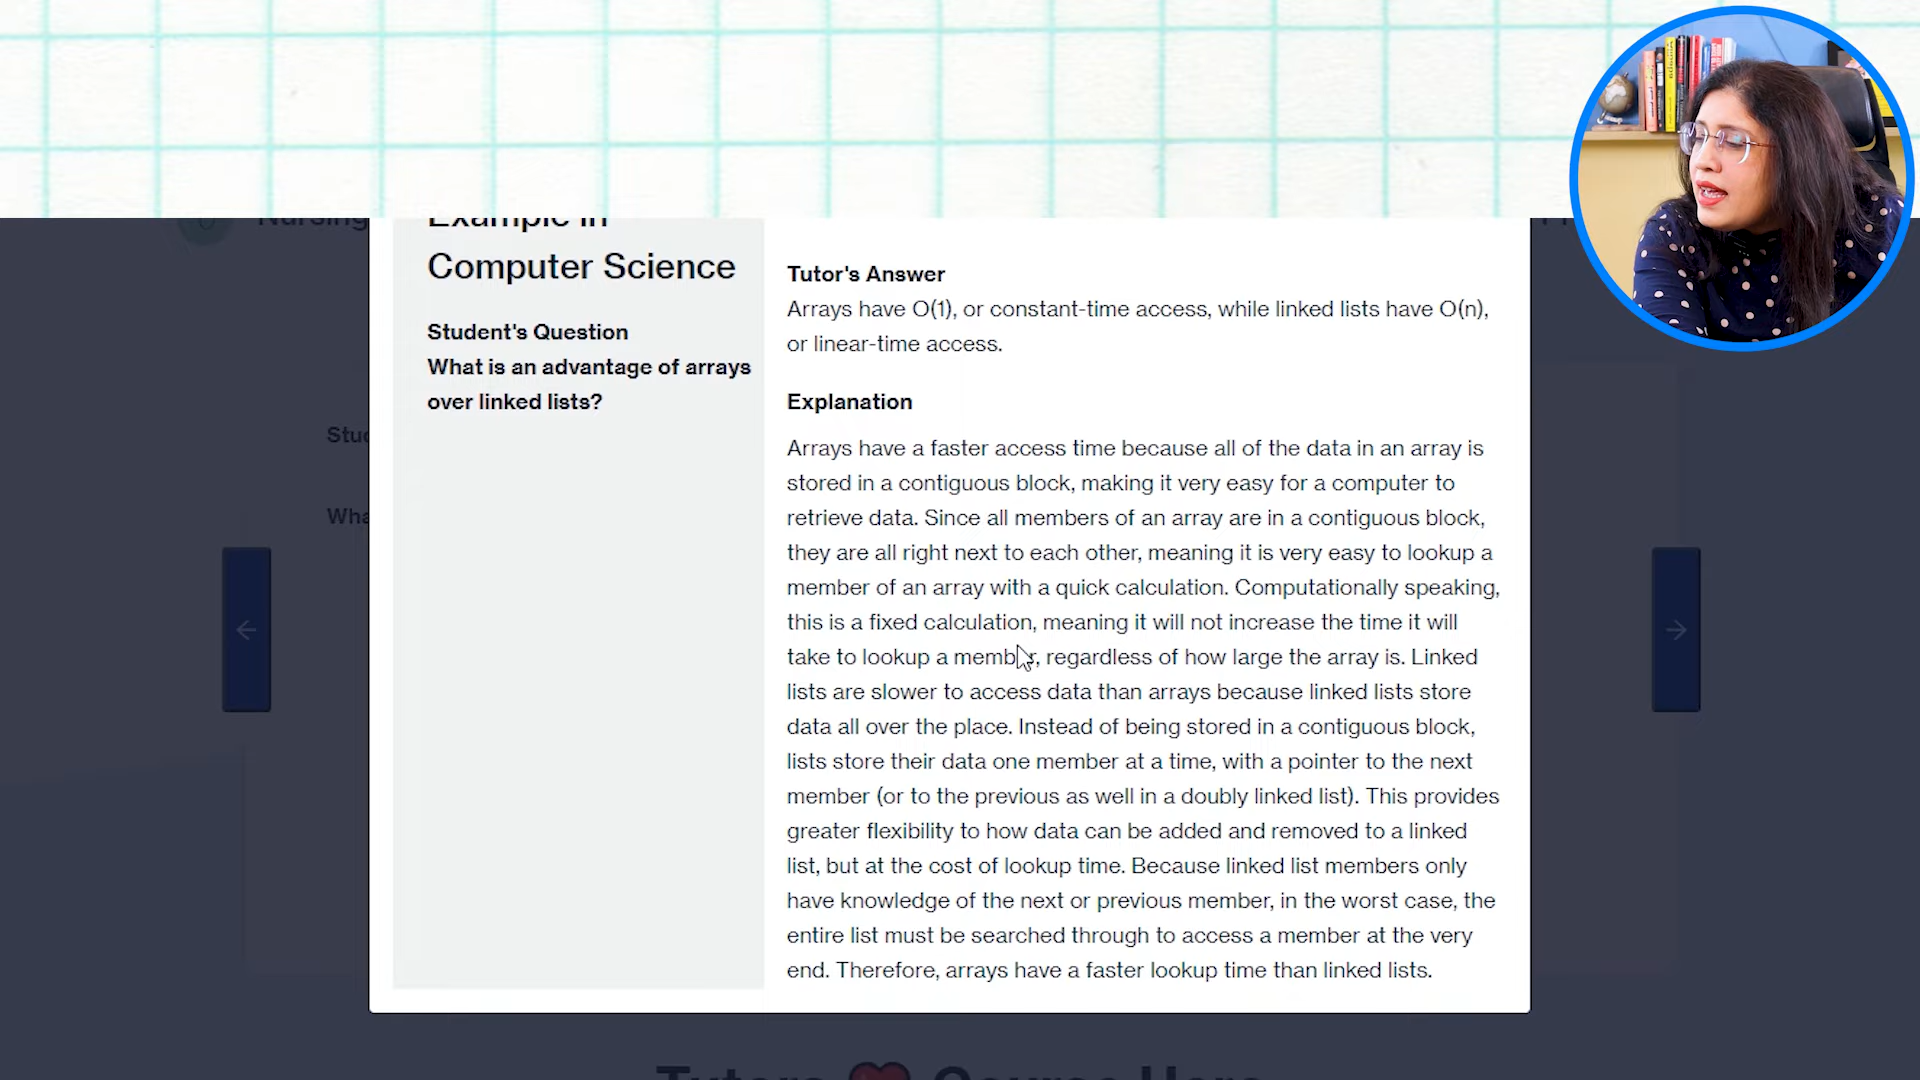 Nursing
Example in
Computer Science
Student's Question
What is an advantage of arrays
over linked lists?
Tutor's Answer
Arrays have O(1), or constant-time access, while linked lists have O(n),
or linear-time access.
Explanation
Arrays have a faster access time because all of the data in an array is
stored in a contiguous block, making it very easy for a computer to
retrieve data. Since all members of an array are in a contiguous block,
they are all right next to each other, meaning it is very easy to lookup a
member of an array with a quick calculation. Computationally speaking,
this is a fixed calculation, meaning it will not increase the time it will
take to lookup a member, regardless of how large the array is. Linked
lists are slower to access data than arrays because linked lists store
data all over the place. Instead of being stored in a contiguous block,
lists store their data one member at a time, with a pointer to the next
member (or to the previous as well in a doubly linked list). This provides
greater flexibility to how data can be added and removed to a linked
list, but at the cost of lookup time. Because linked list members only
have knowledge of the next or previous member, in the worst case, the
entire list must be searched through to access a member at the very
end. Therefore, arrays have a faster lookup time than linked lists.
Stud
Wha
Tutors ❤ Course Hero